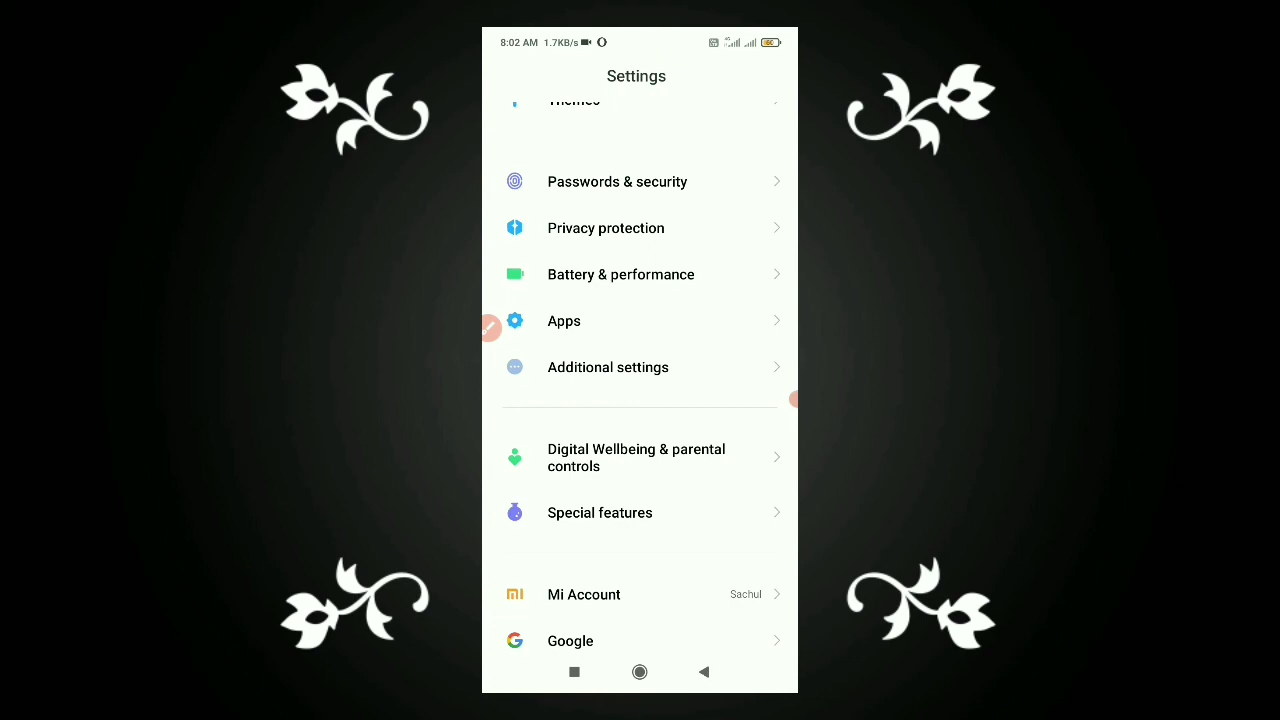 8:02 AM 1.7KB/s
Settings
Themes
Passwords & security
Privacy protection
Battery & performance
Apps
Additional settings
Digital Wellbeing & parental
controls
Special features
Mi Account Sachul
Google